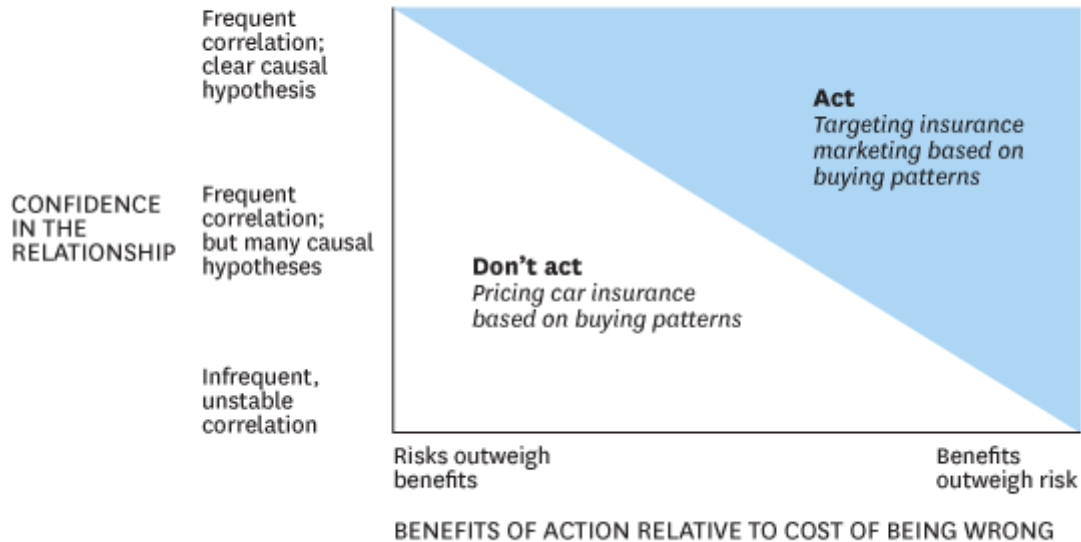 Frequent
correlation;
clear causal
hypothesis
Act
Targeting insurance
marketing based on
buying patterns
CONFIDENCE
IN THE
RELATIONSHIP
Frequent
correlation;
but many causal
hypotheses
Don’t act
Pricing car insurance
based on buying patterns
Infrequent,
unstable
correlation
Risks outweigh
benefits
Benefits
outweigh risk
BENEFITS OF ACTION RELATIVE TO COST OF BEING WRONG